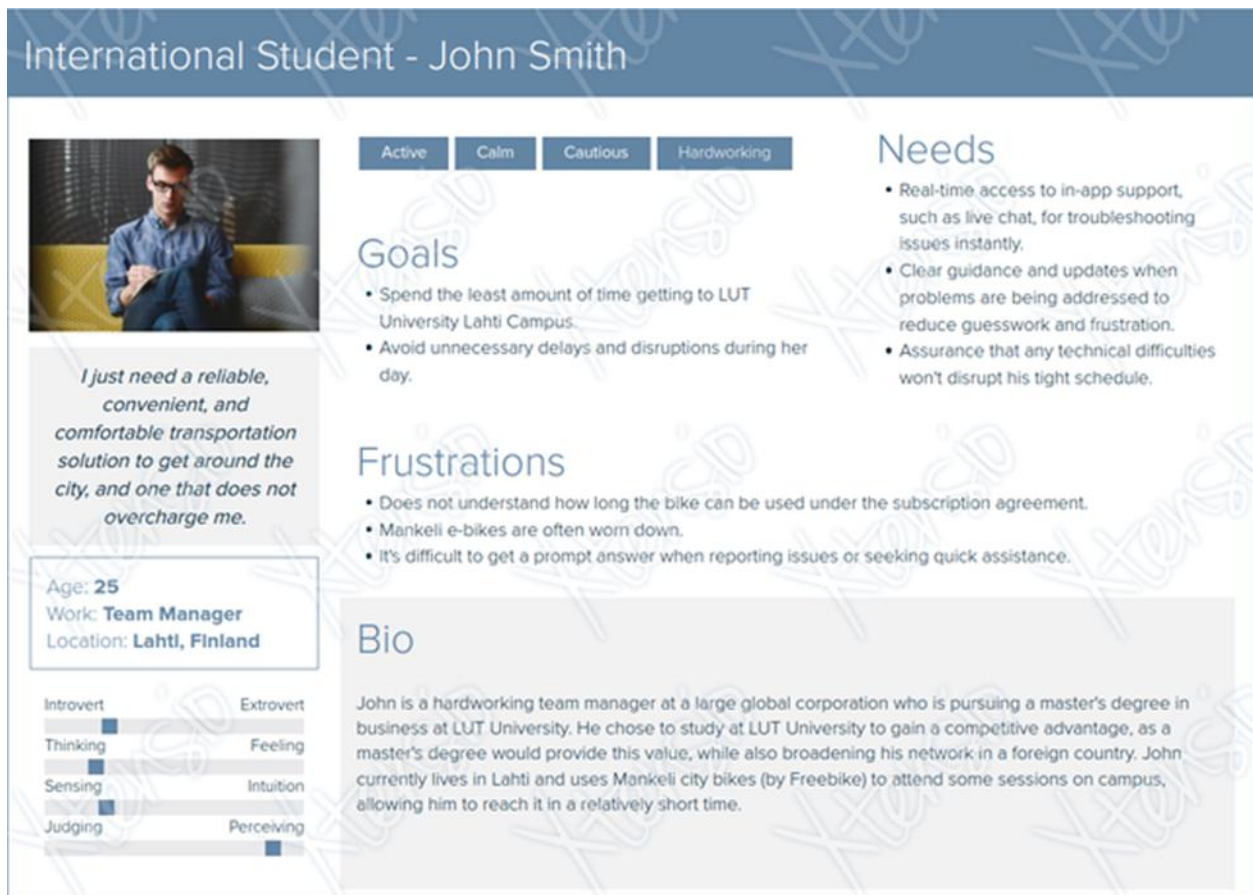 International Student - John Smith
Active
Calm
Cautious
Hardworking
Goals
• Spend the least amount of time getting to LUT
University Lahti Campus.
• Avoid unnecessary delays and disruptions during her
day.
Needs
• Real-time access to in-app support,
such as live chat, for troubleshooting
issues instantly.
• Clear guidance and updates when
problems are being addressed to
reduce guesswork and frustration.
• Assurance that any technical difficulties
won't disrupt his tight schedule.
I just need a reliable,
convenient, and
comfortable transportation
solution to get around the
city, and one that does not
overcharge me.
Frustrations
• Does not understand how long the bike can be used under the subscription agreement.
• Mankeli e-bikes are often worn down.
• It's difficult to get a prompt answer when reporting issues or seeking quick assistance.
Age: 25
Work: Team Manager
Location: Lahti, Finland
Introvert Extrovert
Thinking Feeling
Sensing Intuition
Judging Perceiving
Bio
John is a hardworking team manager at a large global corporation who is pursuing a master's degree in
business at LUT University. He chose to study at LUT University to gain a competitive advantage, as a
master's degree would provide this value, while also broadening his network in a foreign country. John
currently lives in Lahti and uses Mankeli city bikes (by Freebike) to attend some sessions on campus,
allowing him to reach it in a relatively short time.
Xtensio